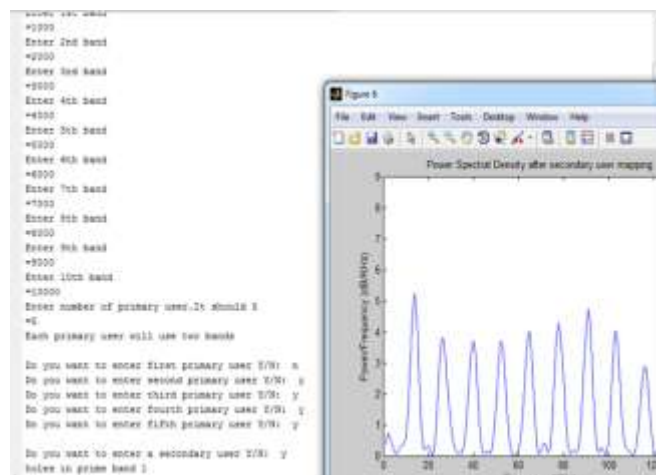 Enter 1st band
=1000
Enter 2nd band
=2000
Enter 3rd band
=3000
Enter 4th band
=4000
Enter 5th band
=5000
Enter 6th band
=6000
Enter 7th band
=7000
Enter 8th band
=8000
Enter 9th band
=9000
Enter 10th band
=10000
Enter number of primary user.It should 5
=5
Each primary user will use two bands
Do you want to enter first primary user Y/N: n
Do you want to enter second primary user Y/N: y
Do you want to enter third primary user Y/N: y
Do you want to enter fourth primary user Y/N: y
Do you want to enter fifth primary user Y/N: y
Do you want to enter a secondary user Y/N: y
holes in prime band 1
Figure 6
File Edit View Insert Tools Desktop Window Help
Power Spectral Density after secondary user mapping
Power/Frequency (dB/KHz)
9
8
7
6
5
4
3
2
1
0
0 20 40 60 80 100